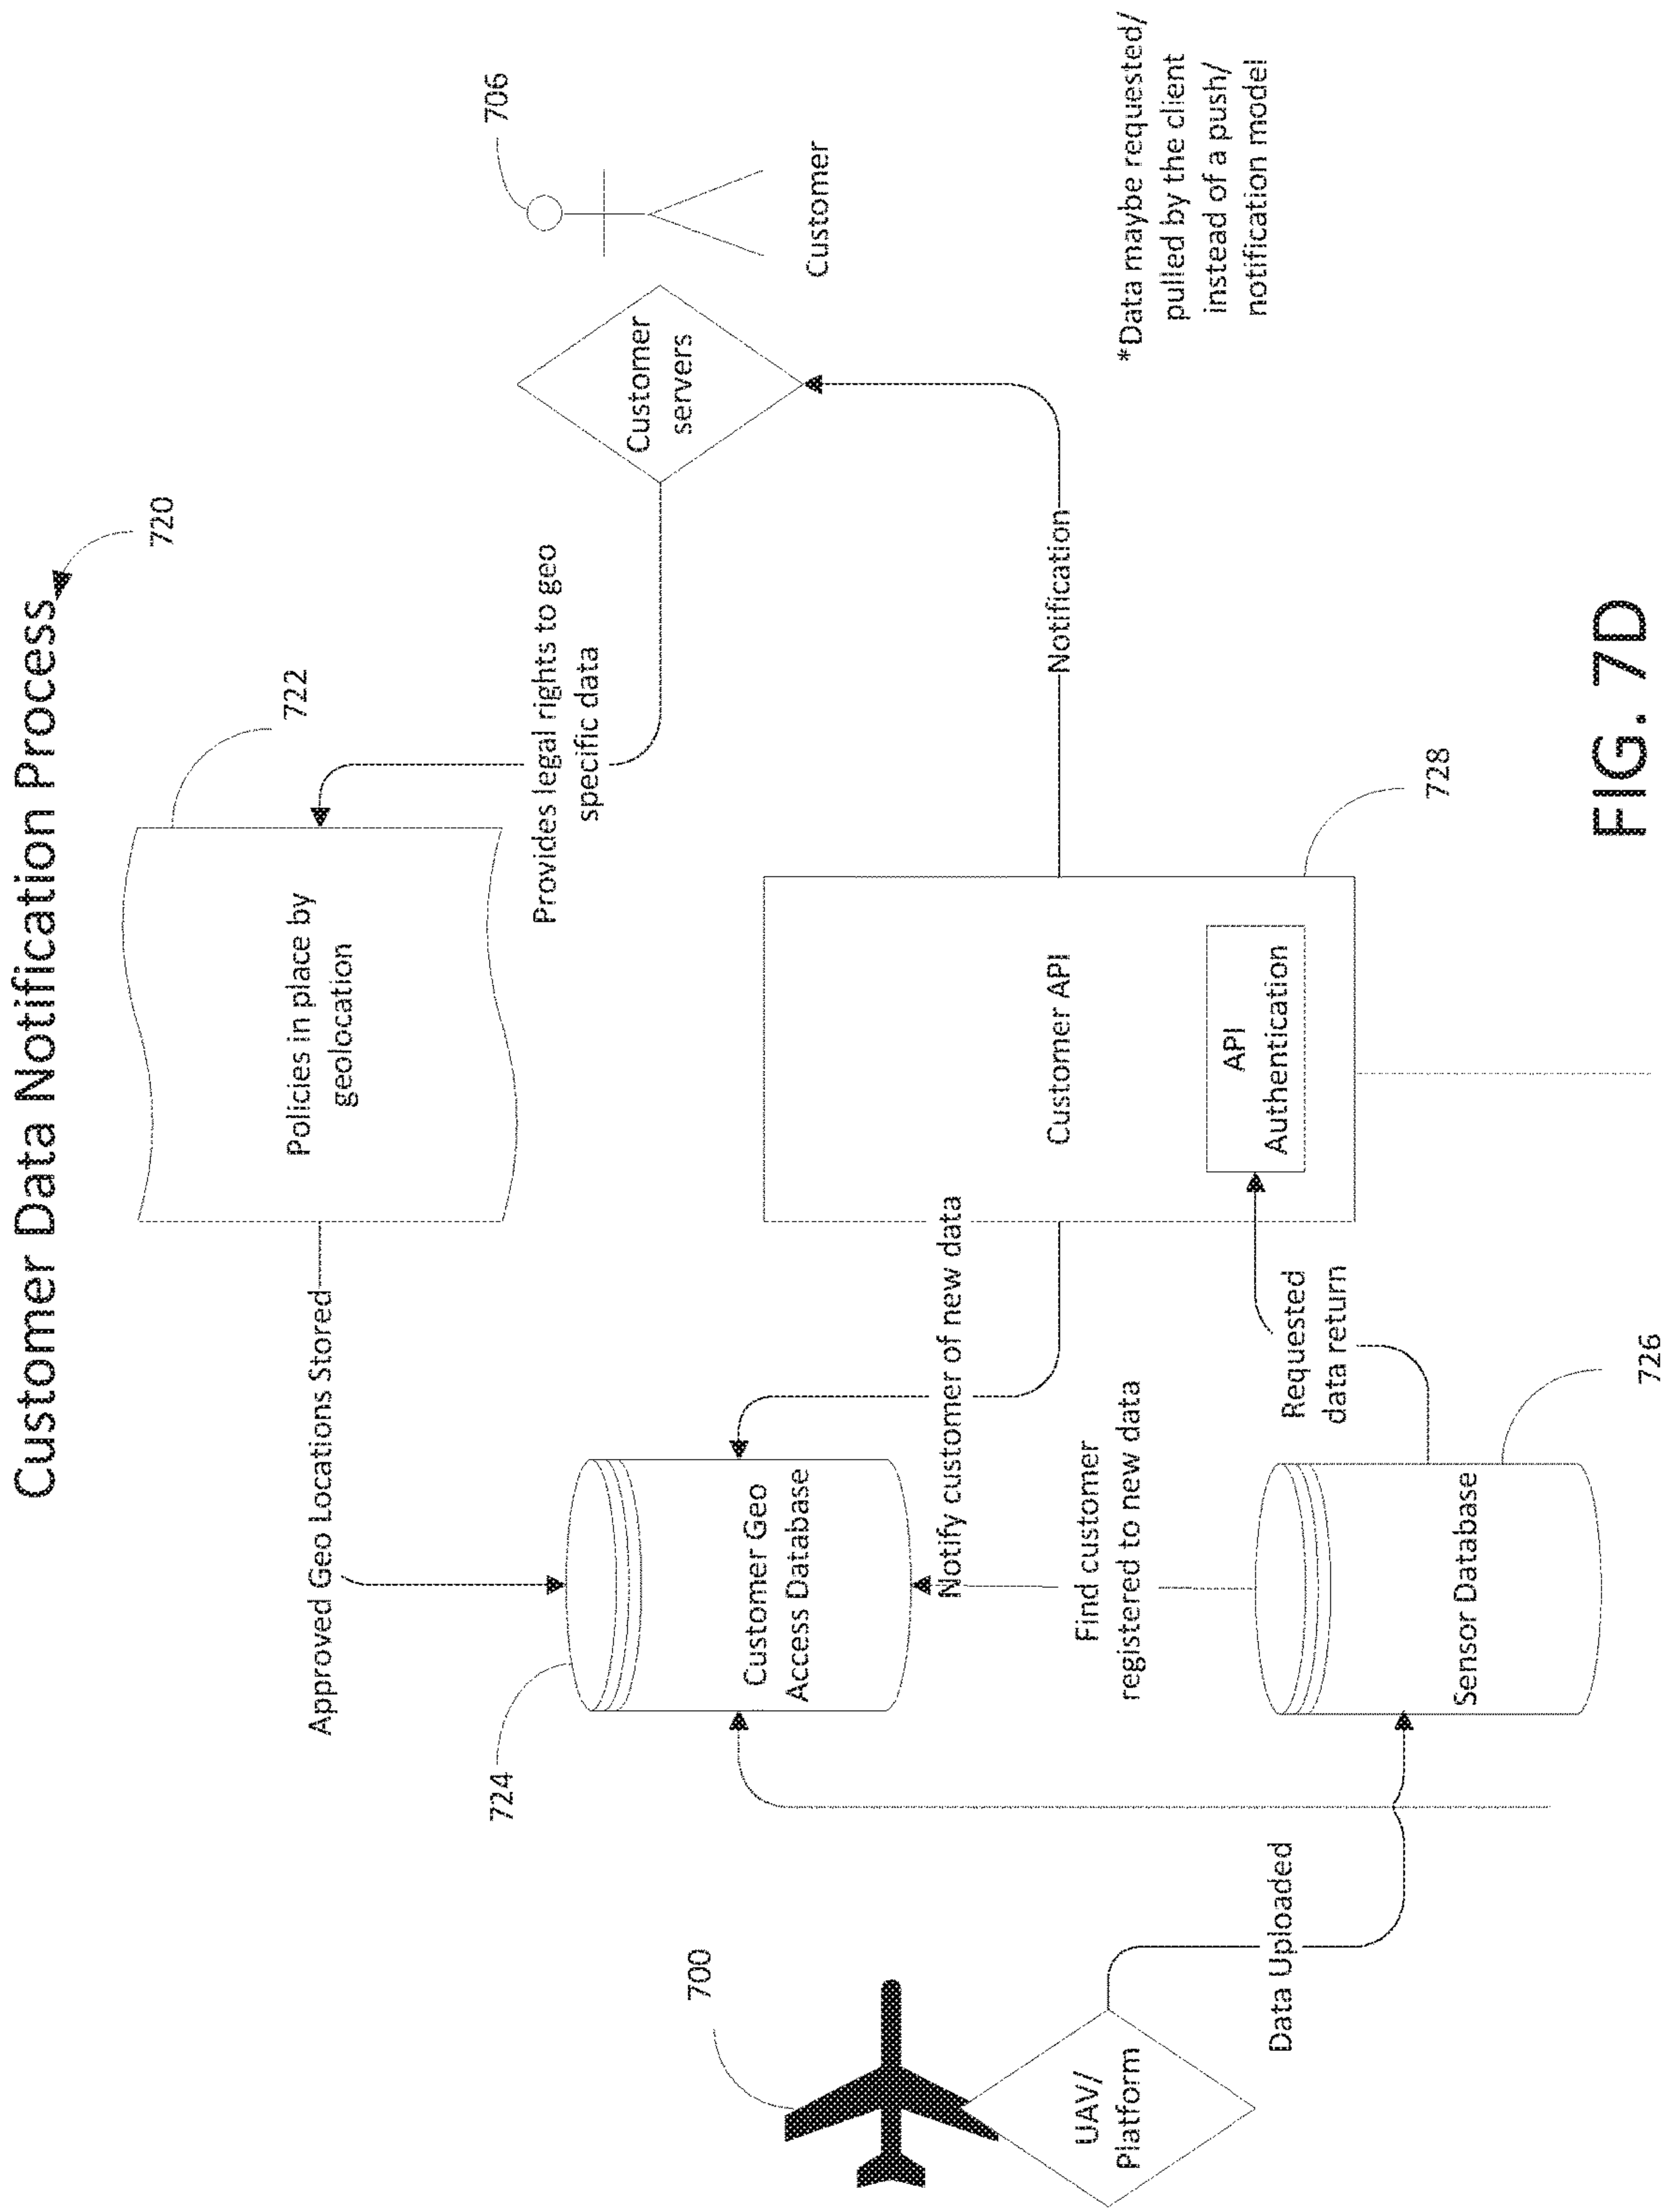 Customer Data Notification Process
720
722
Policies in place by
geolocation
Approved Geo Locations Stored
Provides legal rights to geo
specific data
706
Customer
servers
Customer
724
Customer Geo
Access Database
Notify customer of new data
Customer API
API
Authentication
Notification
728
700
UAV/
Platform
Data Uploaded
Find customer
registered to new data
Sensor Database
726
Requested
data return
*Data maybe requested/
pulled by the client
instead of a push/
notification model
FIG. 7D